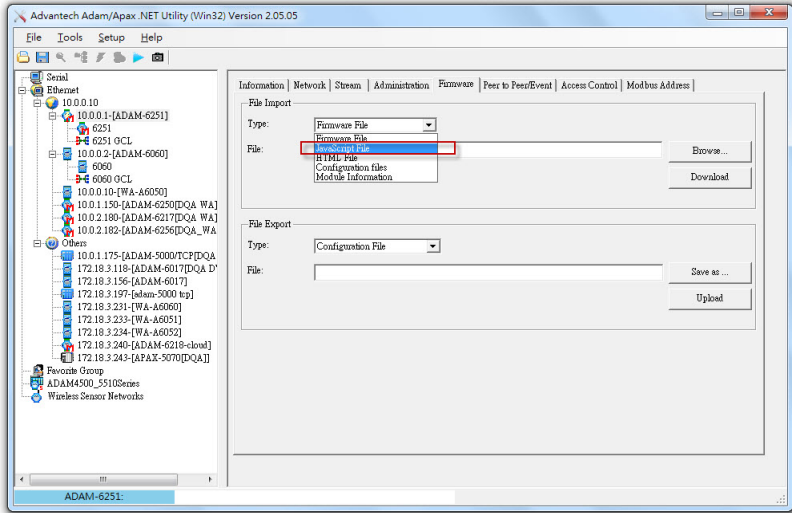 Advantech Adam/Apax .NET Utility (Win32) Version 2.05.05
File Tools Setup Help
Serial
Ethernet
10.0.0.10
10.0.0.1-[ADAM-6251]
6251
6251 GCL
10.0.0.2-[ADAM-6060]
6060
6060 GCL
10.0.0.10-[WA-A6050]
10.0.1.150-[ADAM-6250[DQA WA]
10.0.2.180-[ADAM-6217[DQA WA]
10.0.2.182-[ADAM-6256[DQA_WA
Others
10.0.1.175-[ADAM-5000/TCP[DQA
172.18.3.118-[ADAM-6017[DQA D
172.18.3.156-[ADAM-6017]
172.18.3.197-[adam-5000 tcp]
172.18.3.231-[WA-A6060]
172.18.3.233-[WA-A6051]
172.18.3.234-[WA-A6052]
172.18.3.240-[ADAM-6218-cloud]
172.18.3.243-[APAX-5070[DQA]]
Favorite Group
ADAM4500_5510Series
Wireless Sensor Networks
Information Network Stream Administration Firmware Peer to Peer/Event Access Control Modbus Address
File Import
Type: Firmware File
Firmware File
File: JavaScript File Browse...
HTML File
Configuration files
Module Information Download
File Export
Type: Configuration File
File: Save as ...
Upload
ADAM-6251: